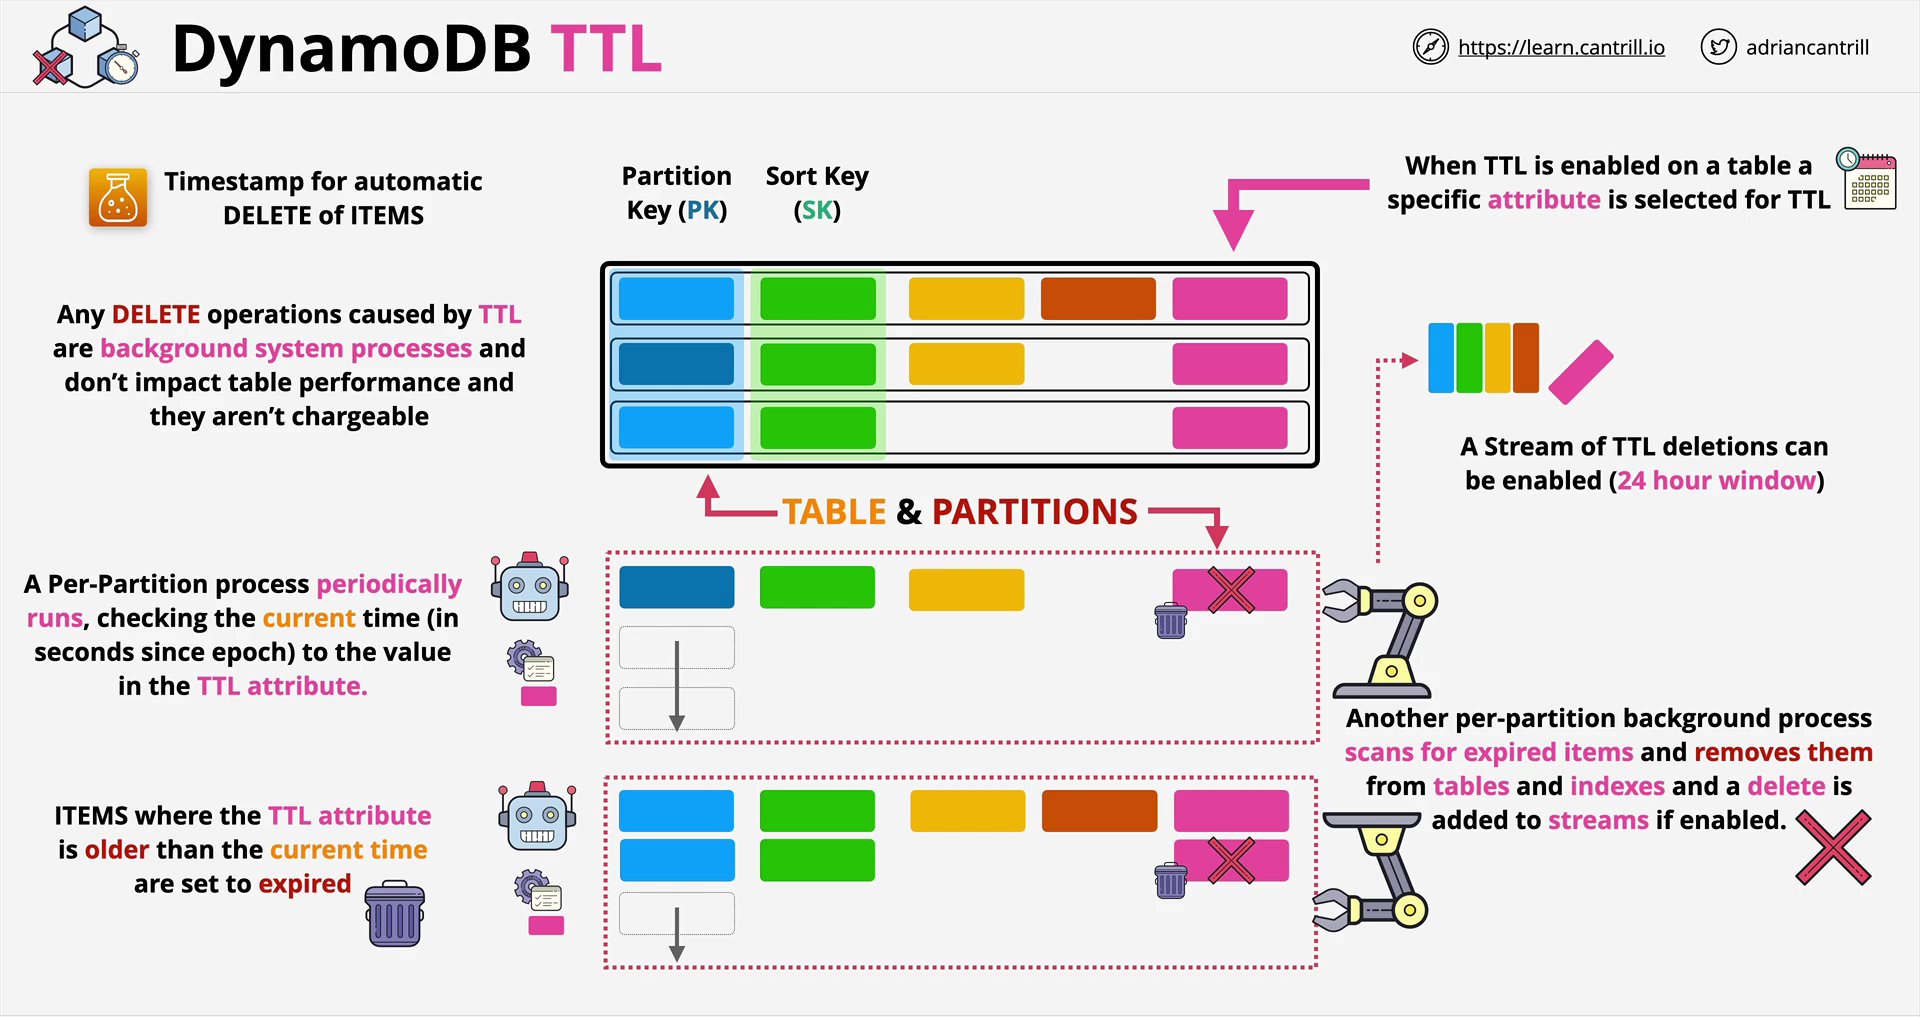 DynamoDB TTL
https://learn.cantrill.io
adriancantrill
Timestamp for automatic
DELETE of ITEMS
Partition
Key (PK)
Sort Key
(SK)
When TTL is enabled on a table a
specific attribute is selected for TTL
Any DELETE operations caused by TTL
are background system processes and
don't impact table performance and
they aren't chargeable
A Stream of TTL deletions can
be enabled (24 hour window)
TABLE & PARTITIONS
A Per-Partition process periodically
runs, checking the current time (in
seconds since epoch) to the value
in the TTL attribute.
Another per-partition background process
scans for expired items and removes them
from tables and indexes and a delete is
added to streams if enabled.
ITEMS where the TTL attribute
is older than the current time
are set to expired